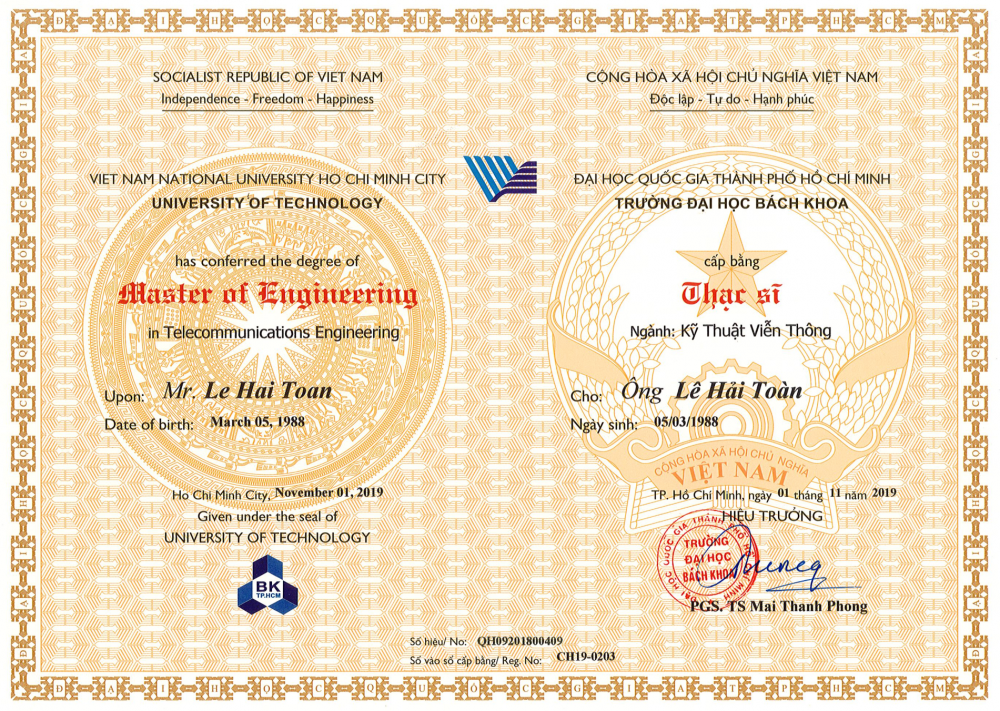 SOCIALIST REPUBLIC OF VIET NAM
Independence - Freedom - Happiness
VIET NAM NATIONAL UNIVERSITY HO CHI MINH CITY
UNIVERSITY OF TECHNOLOGY
has conferred the degree of
Master of Engineering
in Telecommunications Engineering
Upon: Mr. Le Hai Toan
Date of birth: March 05, 1988
Ho Chi Minh City, November 01, 2019
Given under the seal of
UNIVERSITY OF TECHNOLOGY
BK
TP.HCM
CỘNG HÒA XÃ HỘI CHỦ NGHĨA VIỆT NAM
Độc lập - Tự do - Hạnh phúc
ĐẠI HỌC QUỐC GIA THÀNH PHỐ HỒ CHÍ MINH
TRƯỜNG ĐẠI HỌC BÁCH KHOA
cấp bằng
Thạc sĩ
Ngành: Kỹ Thuật Viễn Thông
Cho: Ông Lê Hải Toàn
Ngày sinh: 05/03/1988
CỘNG HÒA XÃ HỘI CHỦ NGHĨA
VIỆT NAM
TP. Hồ Chí Minh, ngày 01 tháng 11 năm 2019
HIỆU TRƯỞNG
ĐẠI HỌC QUỐC GIA THÀNH PHỐ HỒ CHÍ MINH
TRƯỜNG
ĐẠI HỌC
BÁCH KHOA
PGS. TS Mai Thanh Phong
Số hiệu/ No: QH09201800409
Số vào sổ cấp bằng/ Reg. No: CH19-0203